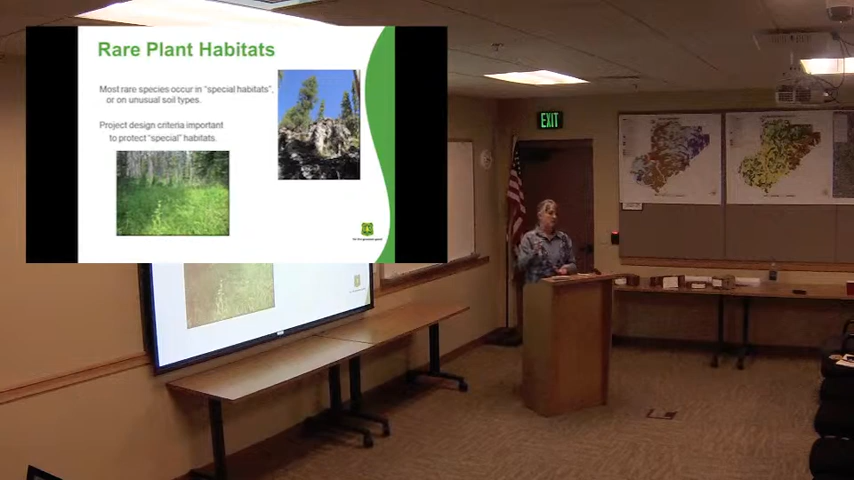 Rare Plant Habitats
Most rare species occur in "special habitats",
or on unusual soil types.
Project design criteria important
to protect "special" habitats.
EXIT